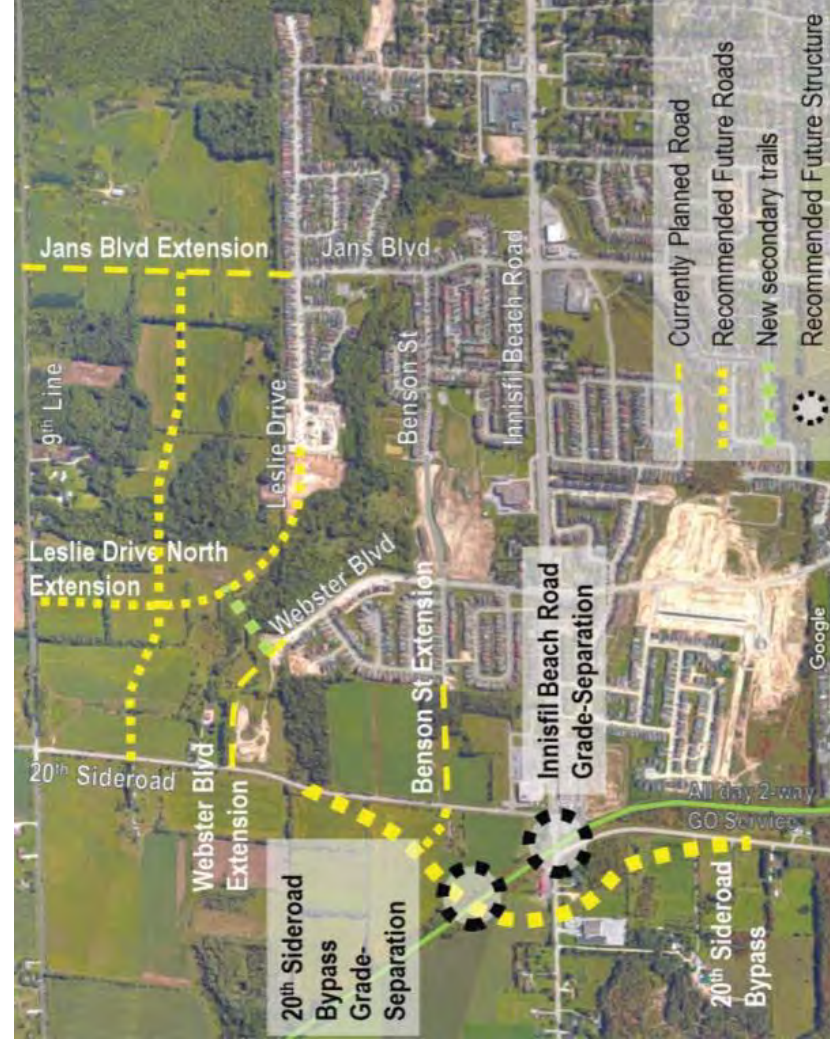 Jans Blvd Extension
Jans Blvd
9th Line
Leslie Drive
Benson St
Innisfil Beach Road
Leslie Drive North
Extension
Webster Blvd
20th Sideroad
Webster Blvd
Extension
Benson St Extension
Innisfil Beach Road
Grade-Separation
20th Sideroad
Bypass
Grade-
Separation
All day 2-way
GO Service
20th Sideroad
Bypass
Google
Currently Planned Road
Recommended Future Roads
New secondary trails
Recommended Future Structure